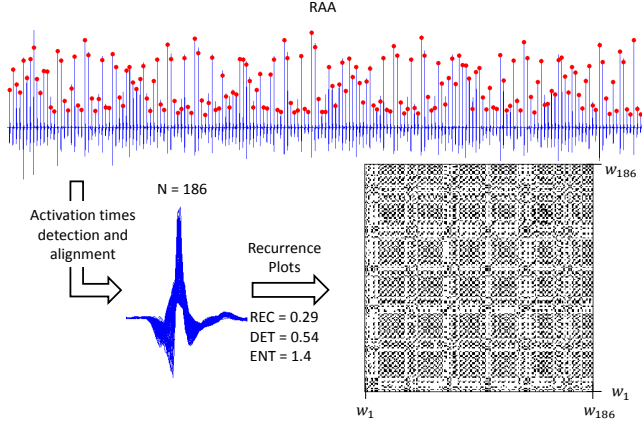 RAA
N = 186
Activation times
detection and
alignment
Recurrence
Plots
REC = 0.29
DET = 0.54
ENT = 1.4
w186
w1
w1
w186